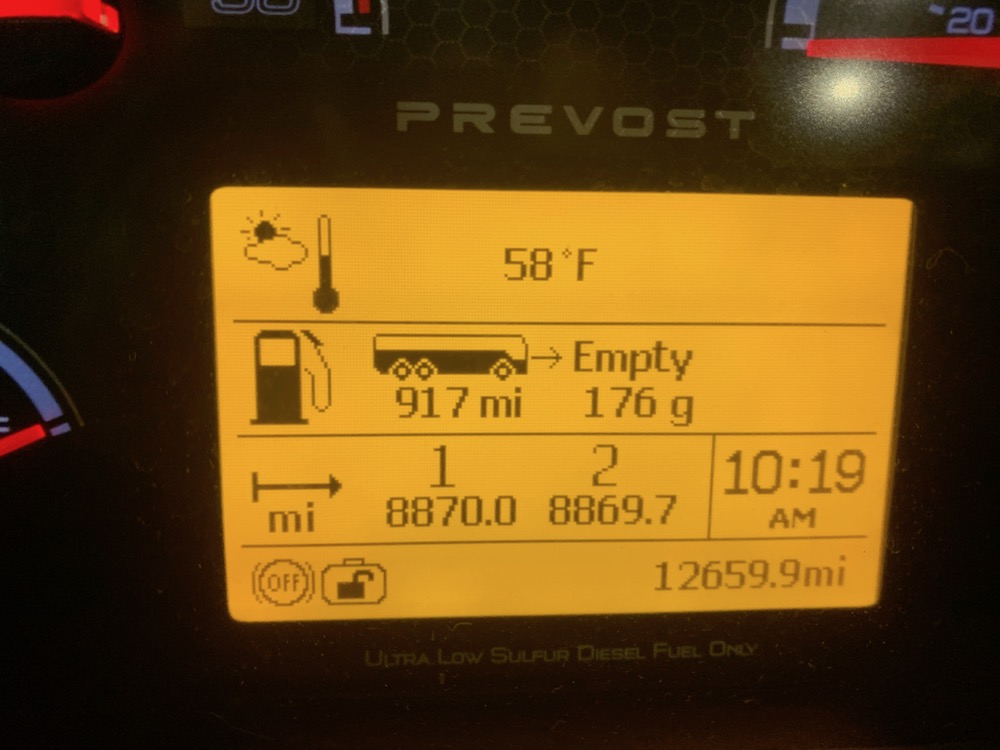 20
PREVOST
58°F
→ Empty
917 mi 176 g
1 2 10:19
mi 8870.0 8869.7 AM
OFF 12659.9mi
ULTRA LOW SULFUR DIESEL FUEL ONLY